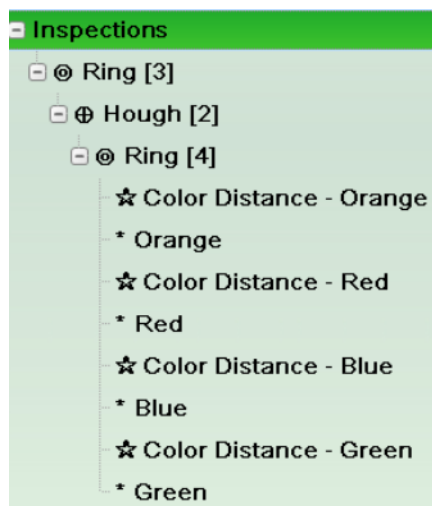 Inspections
Ring [3]
Hough [2]
Ring [4]
Color Distance - Orange
* Orange
Color Distance - Red
* Red
Color Distance - Blue
* Blue
Color Distance - Green
* Green